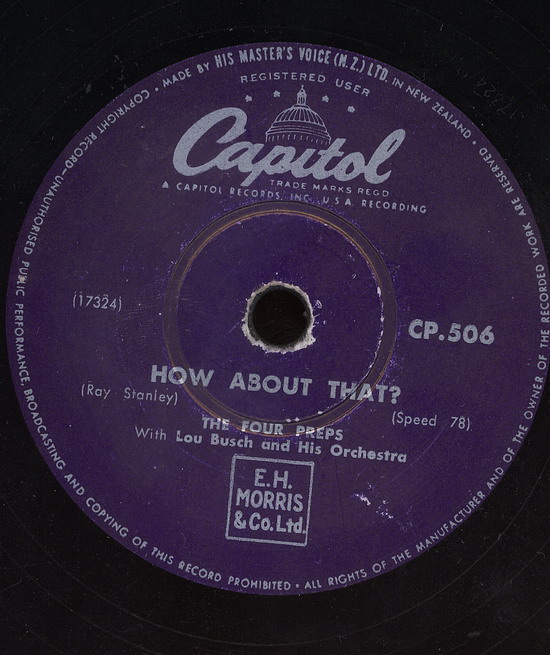 MADE BY HIS MASTER'S VOICE (N.Z.) LTD. IN NEW ZEALAND • ALL RIGHTS OF THE MANUFACTURER AND OF THE OWNER OF THE RECORDED WORK ARE RESERVED • COPYRIGHT RECORD—UNAUTHORISED PUBLIC PERFORMANCE, BROADCASTING AND COPYING OF THIS RECORD PROHIBITED •
REGISTERED USER
Capitol
TRADE MARKS REGD
A CAPITOL RECORDS, INC. U.S.A. RECORDING
(17324)
CP.506
HOW ABOUT THAT?
(Ray Stanley)
(Speed 78)
THE FOUR PREPS
With Lou Busch and His Orchestra
E.H.
MORRIS
& Co. Ltd.
17324